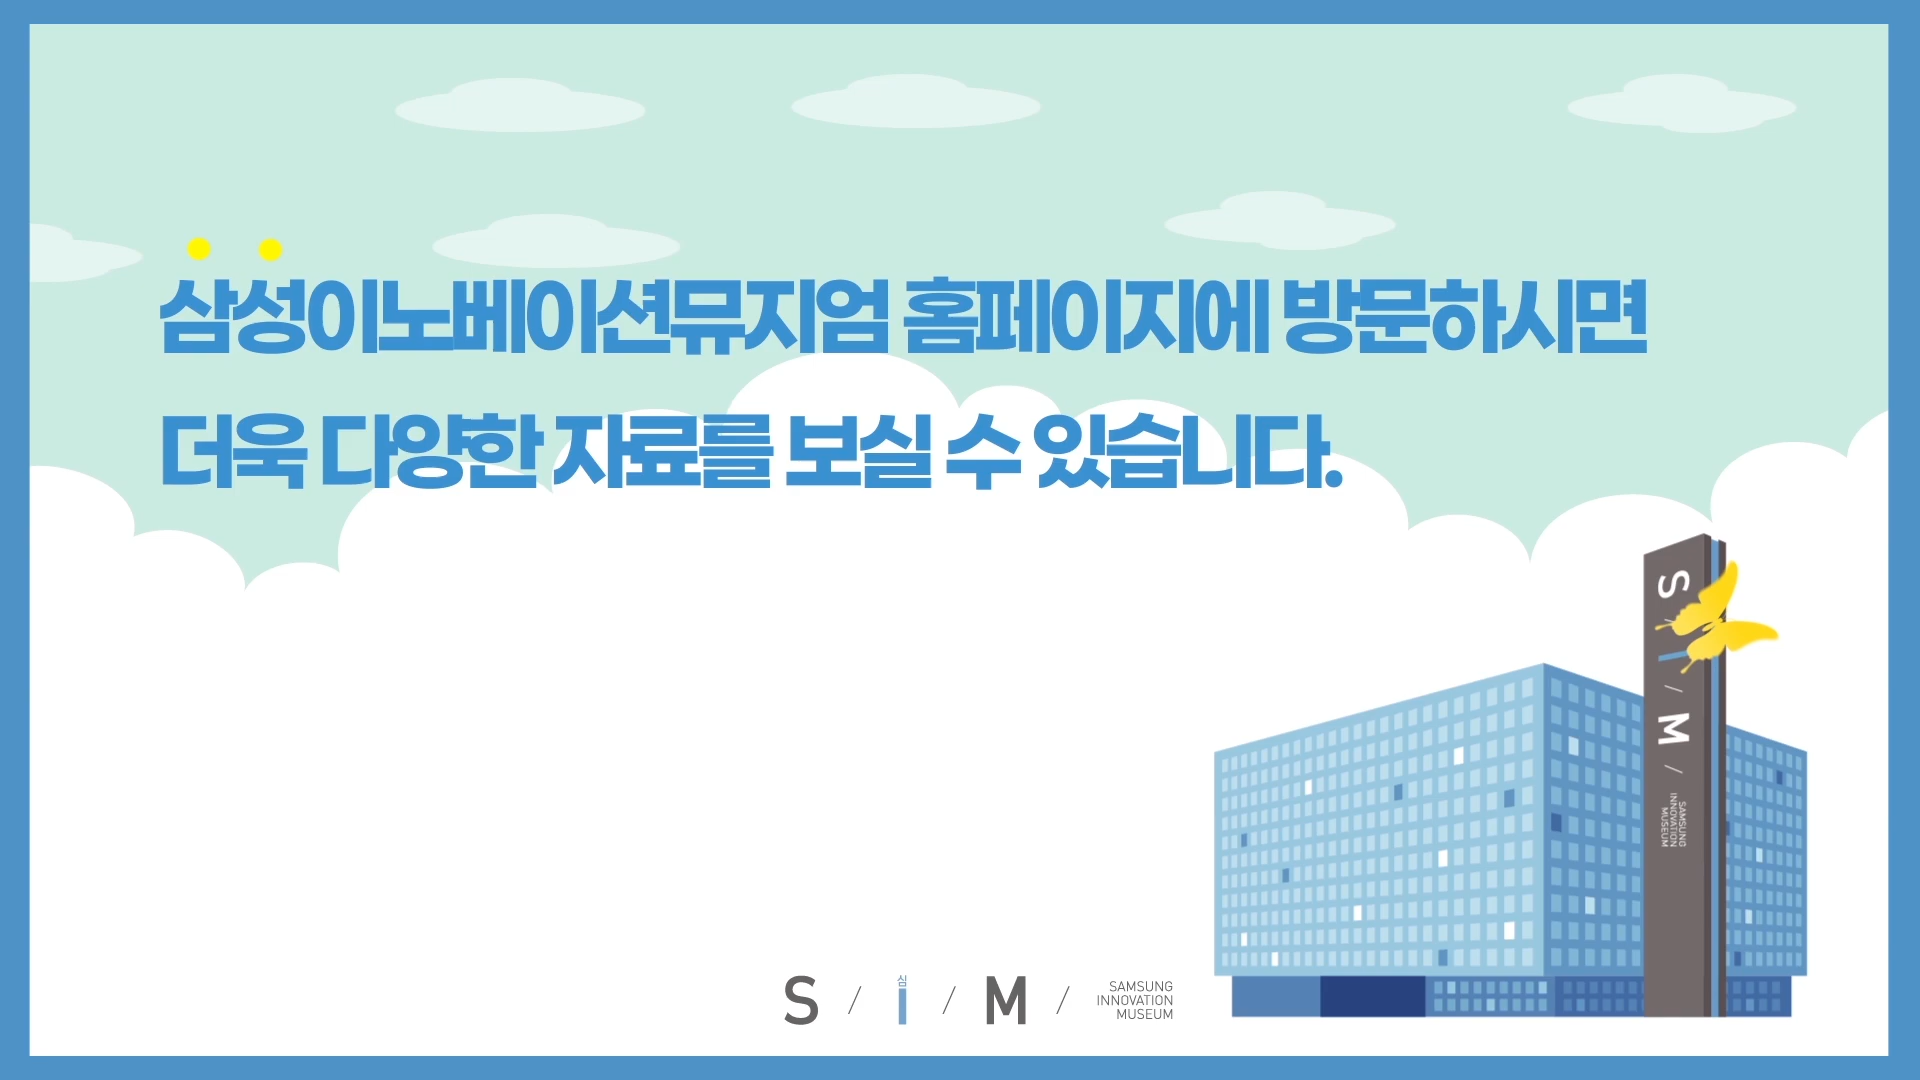 삼성이노베이션뮤지엄 홈페이지에 방문하시면
더욱 다양한 자료를 보실 수 있습니다.
S / I / M /
SAMSUNG
INNOVATION
MUSEUM
심
S / i / M /
SAMSUNG
INNOVATION
MUSEUM